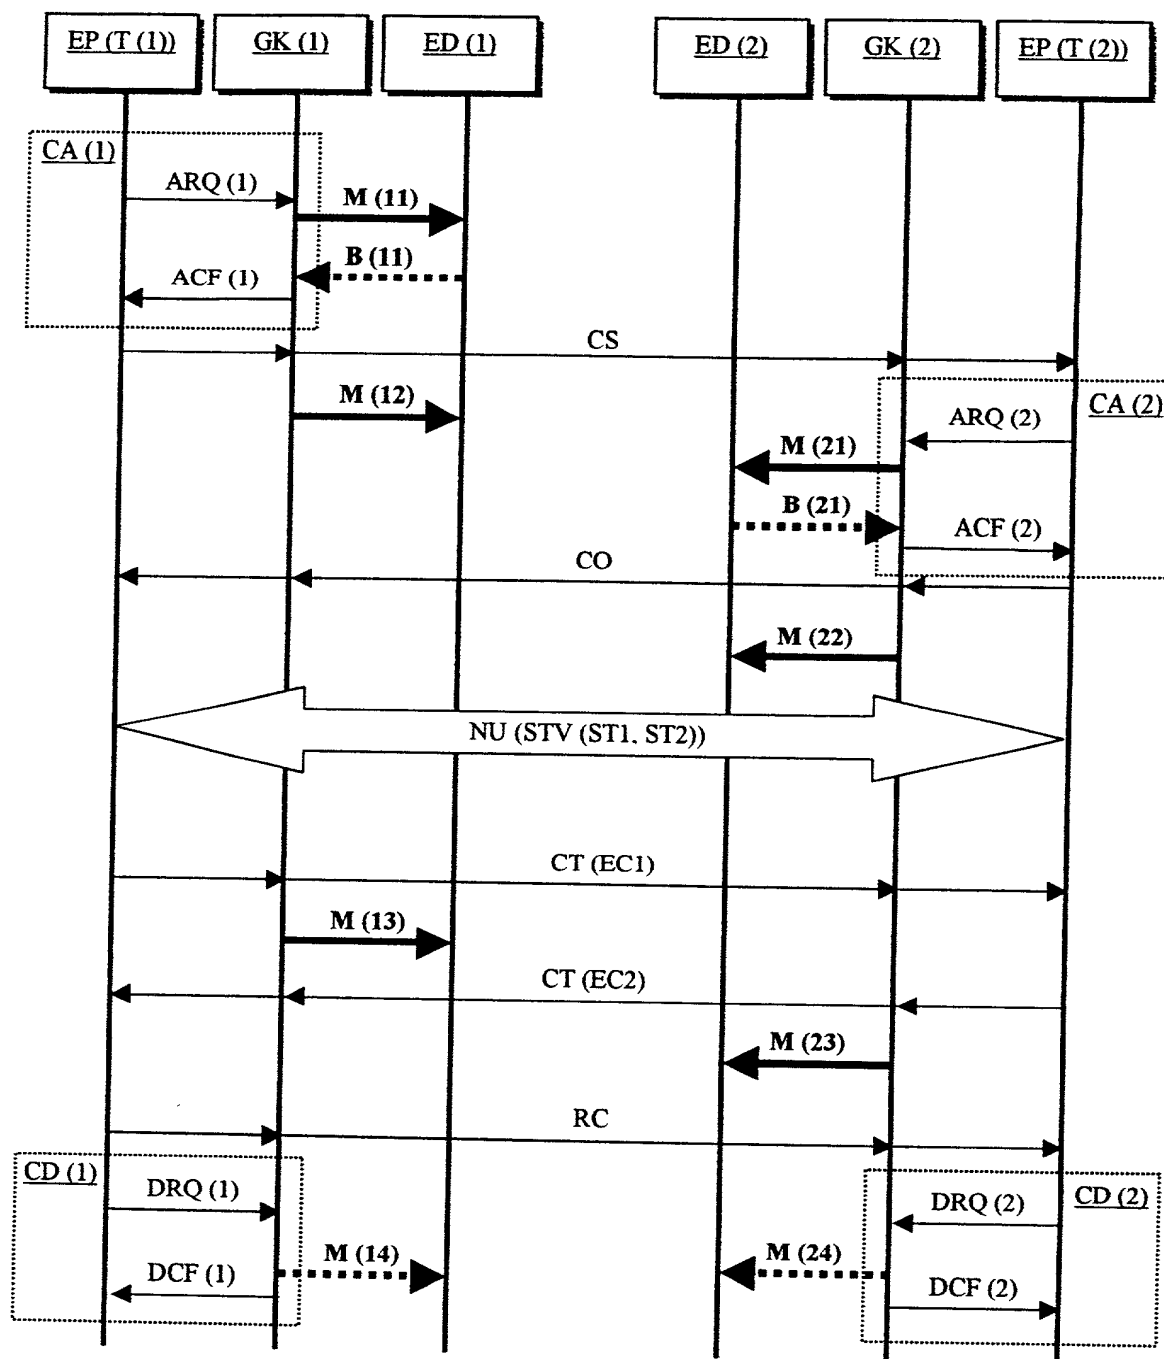 EP (T (1))
GK (1)
ED (1)
ED (2)
GK (2)
EP (T (2))
CA (1)
ARQ (1)
M (11)
B (11)
ACF (1)
CS
M (12)
CA (2)
ARQ (2)
M (21)
B (21)
ACF (2)
CO
M (22)
NU (STV (ST1, ST2))
CT (EC1)
M (13)
CT (EC2)
M (23)
RC
CD (1)
DRQ (1)
CD (2)
DRQ (2)
M (14)
M (24)
DCF (1)
DCF (2)